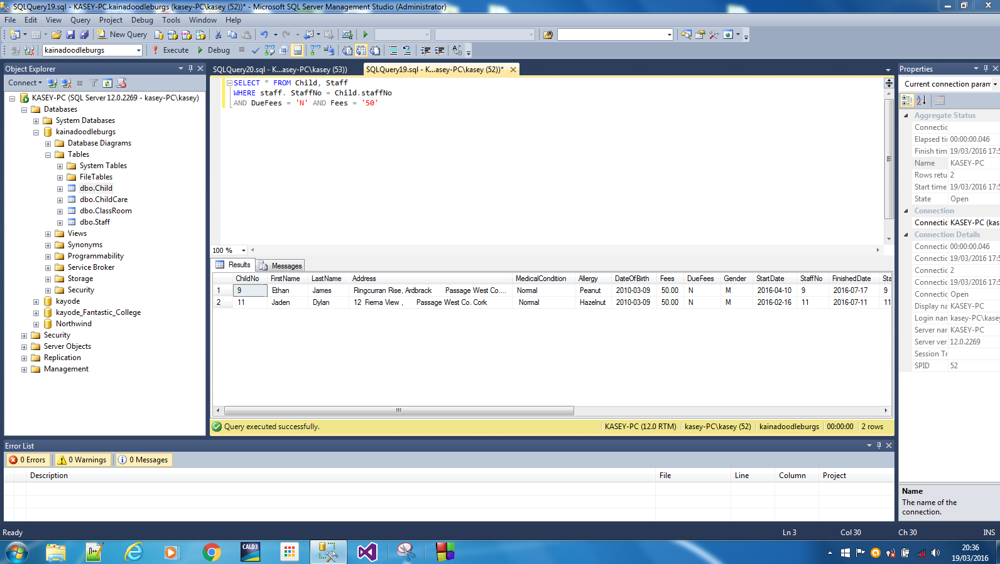 SQLQuery19.sql - KASEY-PC.kainadoodleburgs (kasey-PC\kasey (52))* - Microsoft SQL Server Management Studio (Administrator)
File Edit View Query Project Debug Tools Window Help
New Query
kainadoodleburgs Execute Debug
Object Explorer
Connect
KASEY-PC (SQL Server 12.0.2269 - kasey-PC\kasey)
Databases
System Databases
kainadoodleburgs
Database Diagrams
Tables
System Tables
FileTables
dbo.Child
dbo.ChildCare
dbo.ClassRoom
dbo.Staff
Views
Synonyms
Programmability
Service Broker
Storage
Security
kayode
kayode_Fantastic_College
Northwind
Security
Server Objects
Replication
Management
SQLQuery20.sql - K...asey-PC\kasey (53)) SQLQuery19.sql - K...asey-PC\kasey (52))*
SELECT * FROM Child, Staff
WHERE staff. StaffNo = Child.staffNo
AND DueFees = 'N' AND Fees = '50'
100 %
Results Messages
ChildNo FirstName LastName Address MedicalCondition Allergy DateOfBirth Fees DueFees Gender StartDate StaffNo FinishedDate Sta
1 9 Ethan James Ringcurran Rise, Ardbrack Passage West Co.... Normal Peanut 2010-03-09 50.00 N M 2016-04-10 9 2016-07-17 9
2 11 Jaden Dylan 12 Fierna View , Passage West Co. Cork Normal Hazelnut 2010-03-09 50.00 N M 2016-02-16 11 2016-07-11 11
Query executed successfully. KASEY-PC (12.0 RTM) kasey-PC\kasey (52) kainadoodleburgs 00:00:00 2 rows
Properties
Current connection param
Aggregate Status
Connectic
Elapsed ti 00:00:00.046
Finish tim 19/03/2016 17:5
Name KASEY-PC
Rows retu 2
Start time 19/03/2016 17:5
State Open
Connection
Connectic KASEY-PC (kas
Connection Details
Connectic 00:00:00.046
Connectic 19/03/2016 17:5
Connectic 2
Connectic 19/03/2016 17:5
Connectic Open
Display na KASEY-PC
Login nan kasey-PC\kasey
Server nar KASEY-PC
Server ver 12.0.2269
Session Tr
SPID 52
Name
The name of the
connection.
Error List
0 Errors 0 Warnings 0 Messages
Description File Line Column Project
Ready Ln 3 Col 30 Ch 30 INS
CALD3
20:36
19/03/2016